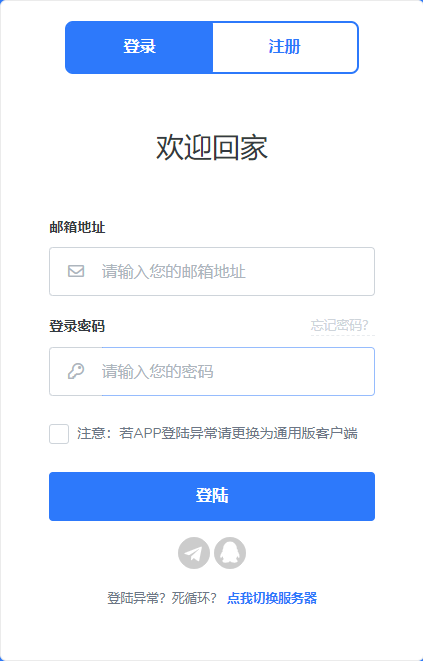 登录 注册
欢迎回家
邮箱地址
请输入您的邮箱地址
登录密码 忘记密码?
请输入您的密码
注意：若APP登陆异常请更换为通用版客户端
登陆
登陆异常？死循环？ 点我切换服务器